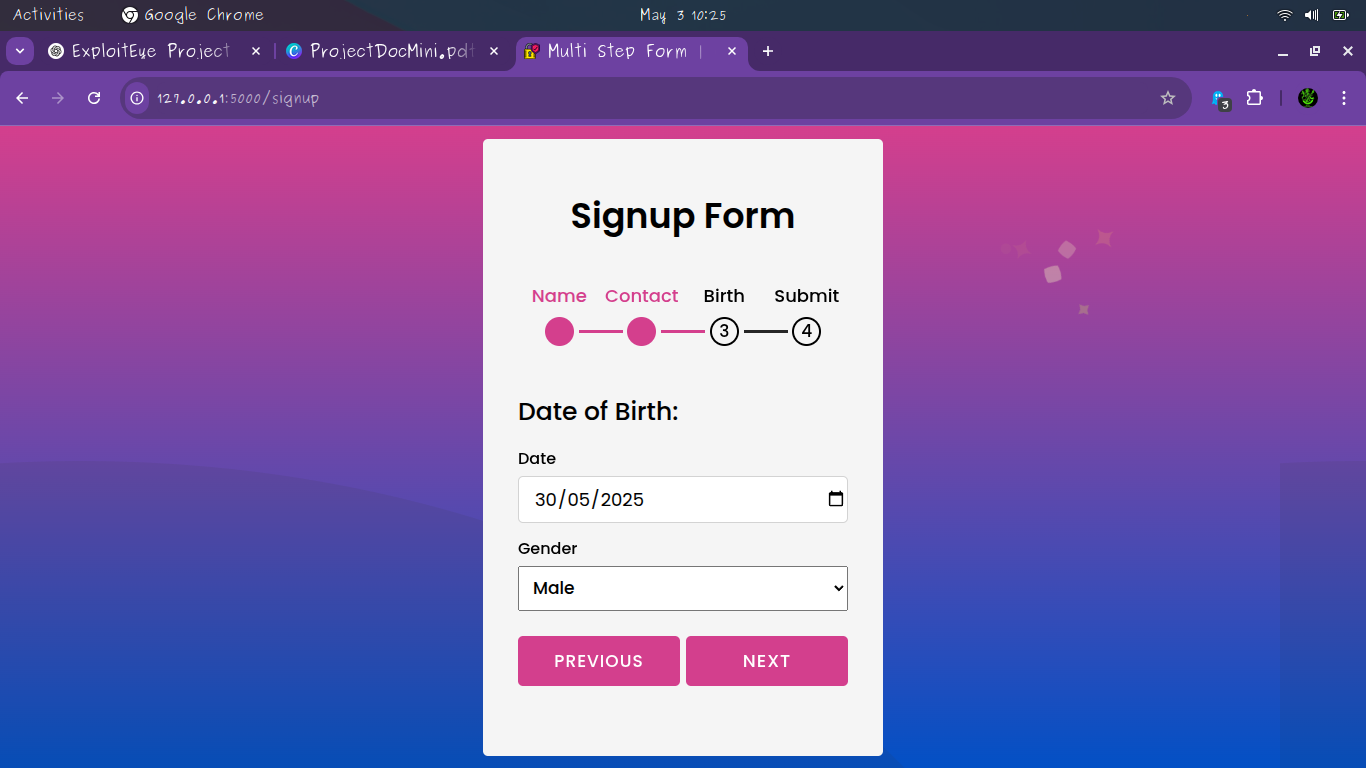 Activities Google Chrome May 3 10:25
ExploitEye Project ProjectDocMini.pdf Multi Step Form |
127.0.0.1:5000/signup 3
Signup Form
Name Contact Birth Submit
3 4
Date of Birth:
Date
30/05/2025
Gender
Male
PREVIOUS NEXT